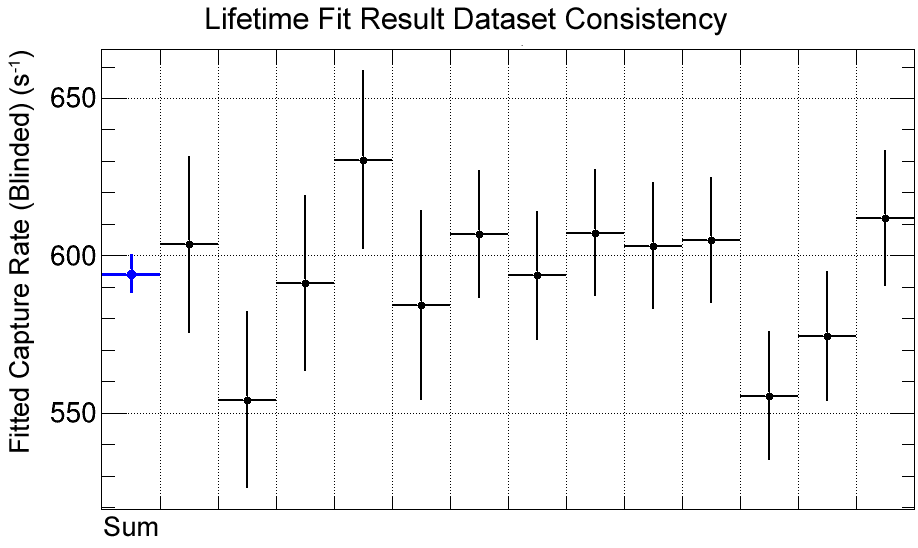 Lifetime Fit Result Dataset Consistency
Fitted Capture Rate (Blinded) (s⁻¹)
650
600
550
Sum